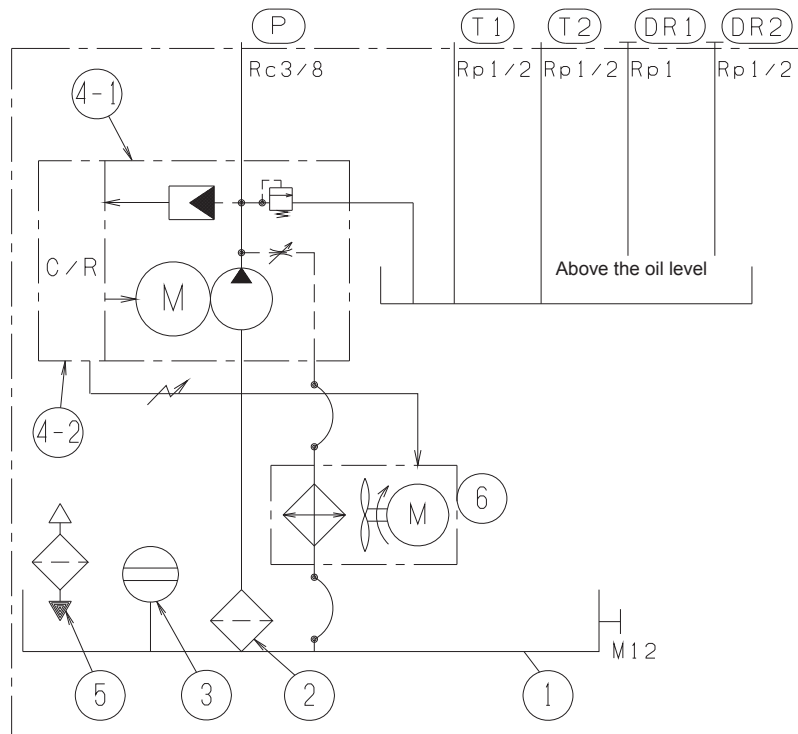 P T1 T2 DR1 DR2
Rc3/8 Rp1/2 Rp1/2 Rp1 Rp1/2
4-1
C/R M
Above the oil level
4-2
M 6
M12
5 3 2 1